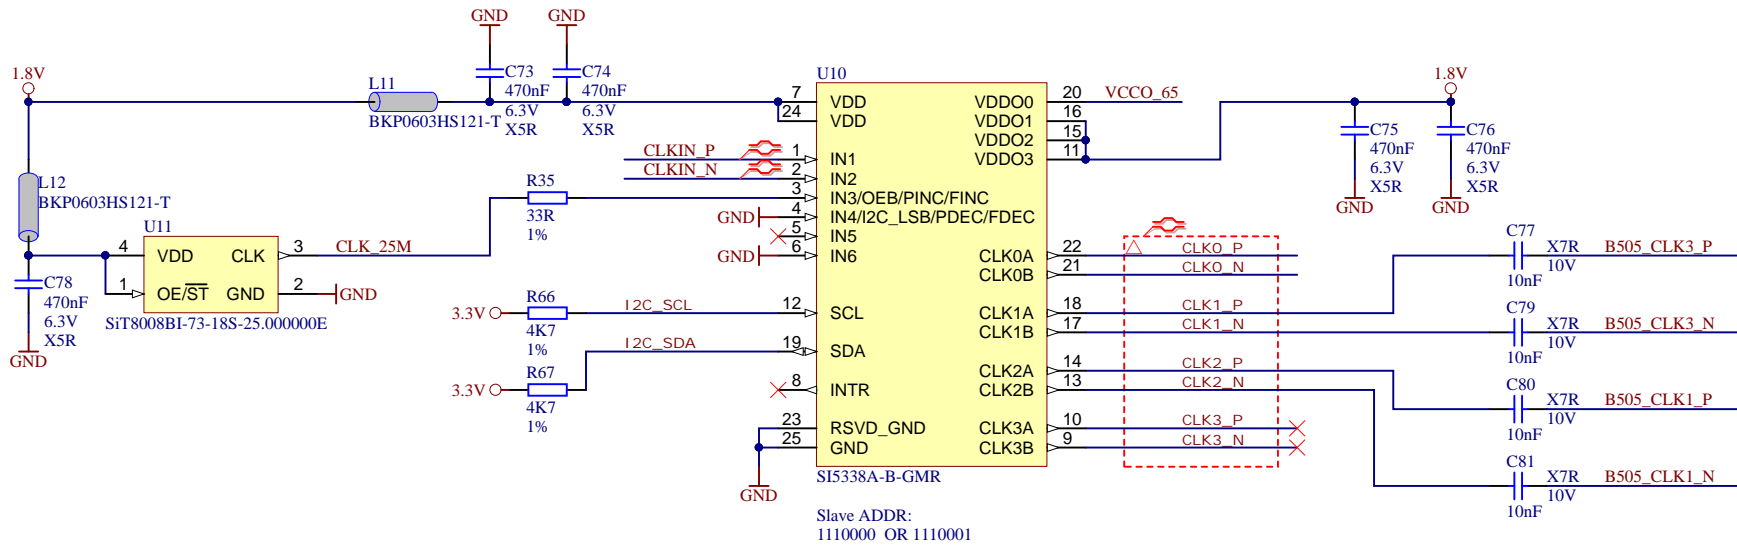 GND
GND
1.8V
L11
BKP0603HS121-T
C73
470nF
6.3V
X5R
C74
470nF
6.3V
X5R
L12
BKP0603HS121-T
U11
4
VDD
CLK
3
1
OE/ST
GND
2
GND
SiT8008BI-73-18S-25.000000E
C78
470nF
6.3V
X5R
GND
CLK_25M
R35
33R
1%
CLKIN_P
CLKIN_N
GND
GND
3.3V
R66
4K7
1%
I2C_SCL
I2C_SDA
3.3V
R67
4K7
1%
GND
U10
7
VDD
24
VDD
1
IN1
2
IN2
3
IN3/OEB/PINC/FINC
4
IN4/I2C_LSB/PDEC/FDEC
5
IN5
6
IN6
12
SCL
19
SDA
8
INTR
23
RSVD_GND
25
GND
VDDO0
20
VCCO_65
VDDO1
16
VDDO2
15
VDDO3
11
CLK0A
22
CLK0_P
CLK0B
21
CLK0_N
CLK1A
18
CLK1_P
CLK1B
17
CLK1_N
CLK2A
14
CLK2_P
CLK2B
13
CLK2_N
CLK3A
10
CLK3_P
CLK3B
9
CLK3_N
SI5338A-B-GMR
Slave ADDR:
1110000 OR 1110001
1.8V
C75
470nF
6.3V
X5R
GND
C76
470nF
6.3V
X5R
GND
C77
X7R
10V
10nF
B505_CLK3_P
C79
X7R
10V
10nF
B505_CLK3_N
C80
X7R
10V
10nF
B505_CLK1_P
C81
X7R
10V
10nF
B505_CLK1_N